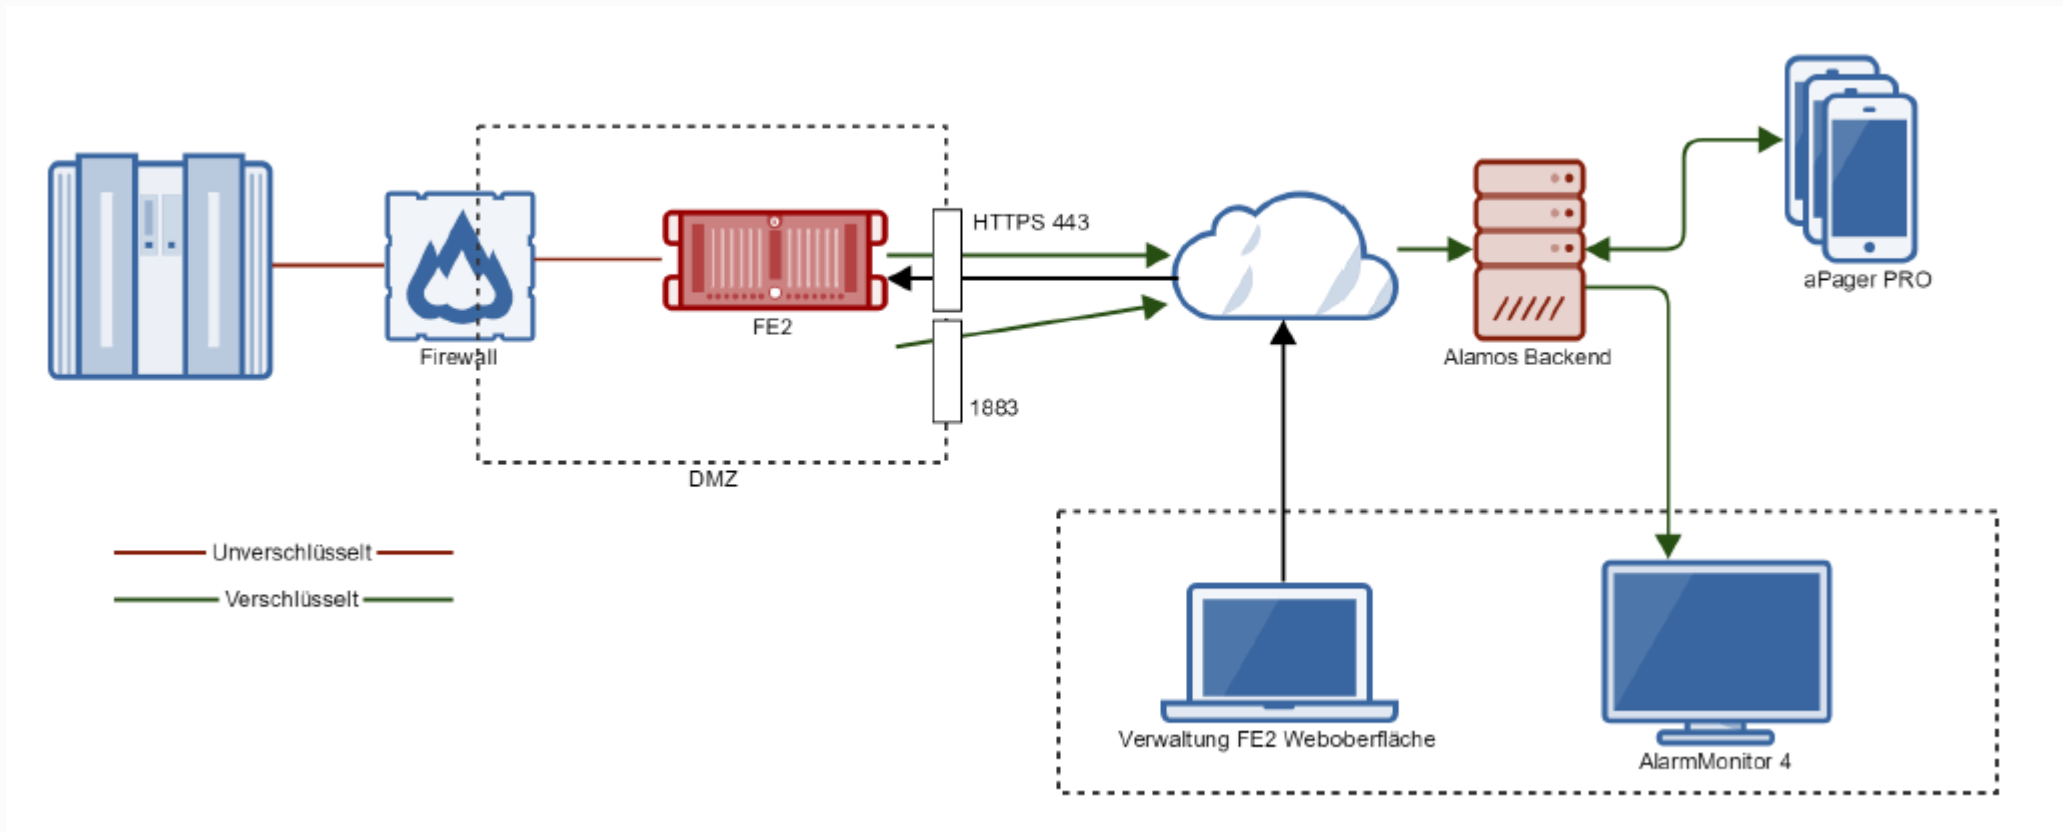 HTTPS 443
aPager PRO
FE2
Firewall
Alamos Backend
1883
DMZ
Unverschlüsselt
Verschlüsselt
Verwaltung FE2 Weboberfläche
AlarmMonitor 4